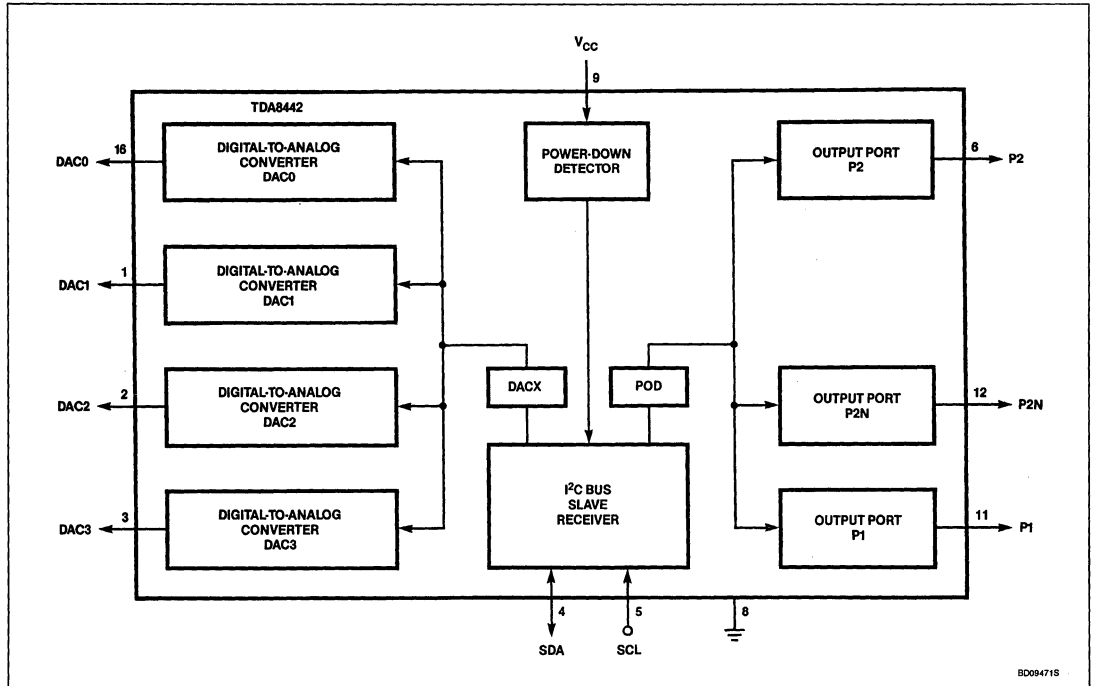 V_CC
9
TDA8442
DIGITAL-TO-ANALOG
CONVERTER
DAC0
16
DAC0
POWER-DOWN
DETECTOR
OUTPUT PORT
P2
6
P2
DIGITAL-TO-ANALOG
CONVERTER
DAC1
1
DAC1
DACX
POD
DIGITAL-TO-ANALOG
CONVERTER
DAC2
2
DAC2
OUTPUT PORT
P2N
12
P2N
I²C BUS
SLAVE
RECEIVER
DIGITAL-TO-ANALOG
CONVERTER
DAC3
3
DAC3
OUTPUT PORT
P1
11
P1
4
5
8
SDA
SCL
BD09471S